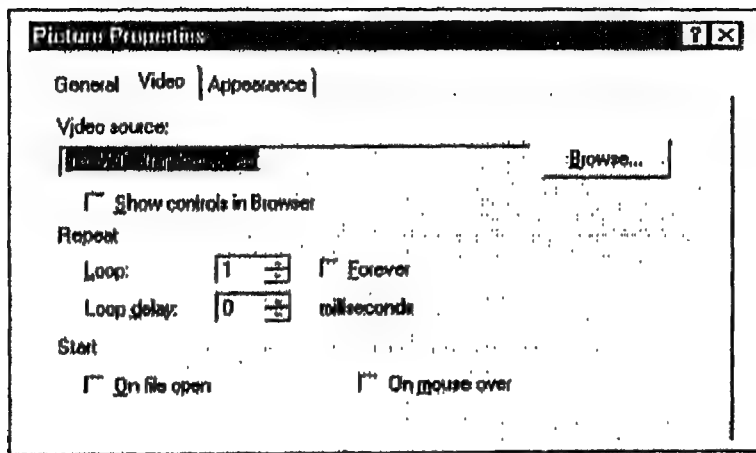 Picture Properties
General Video Appearance
Video source:
Browse...
Show controls in Browser
Repeat
Loop: 1 Forever
Loop delay: 0 milliseconds
Start
On file open On mouse over